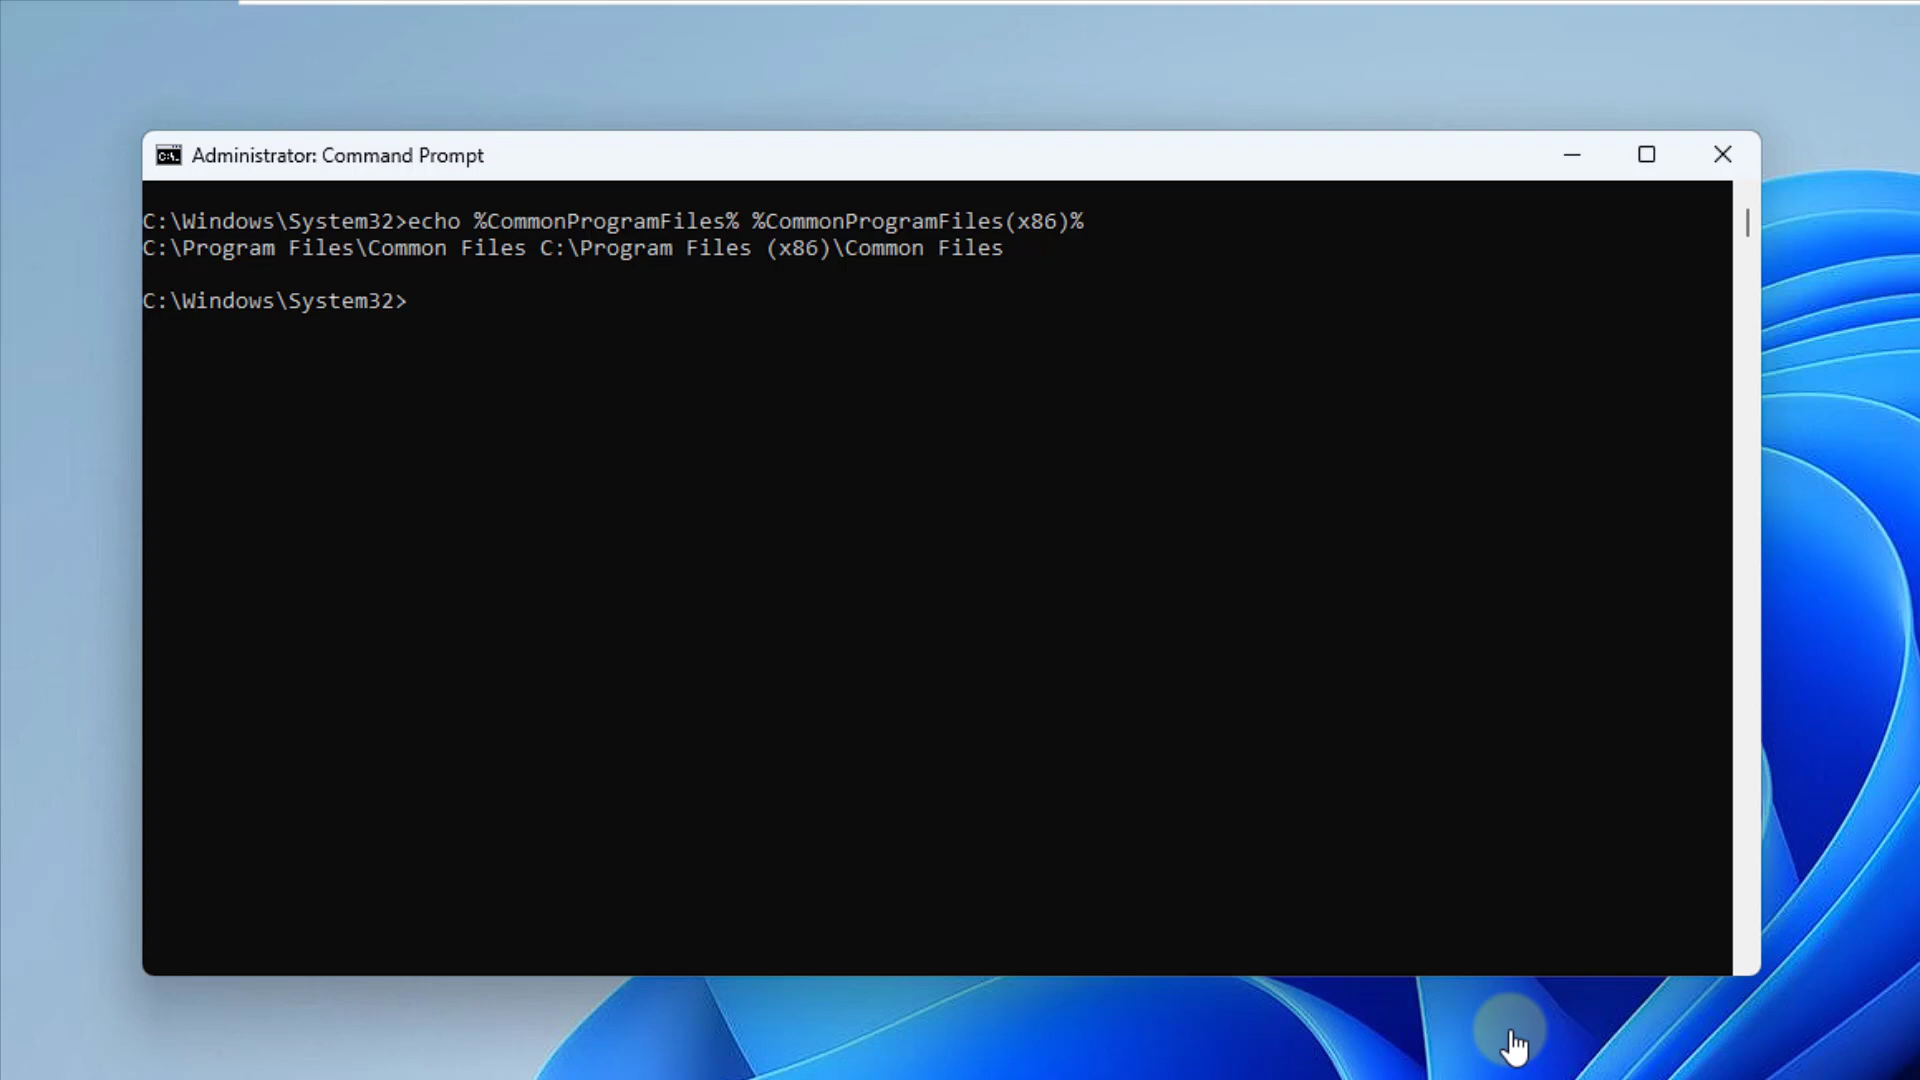 Administrator: Command Prompt
C:\Windows\System32>echo %CommonProgramFiles% %CommonProgramFiles(x86)%
C:\Program Files\Common Files C:\Program Files (x86)\Common Files
C:\Windows\System32>